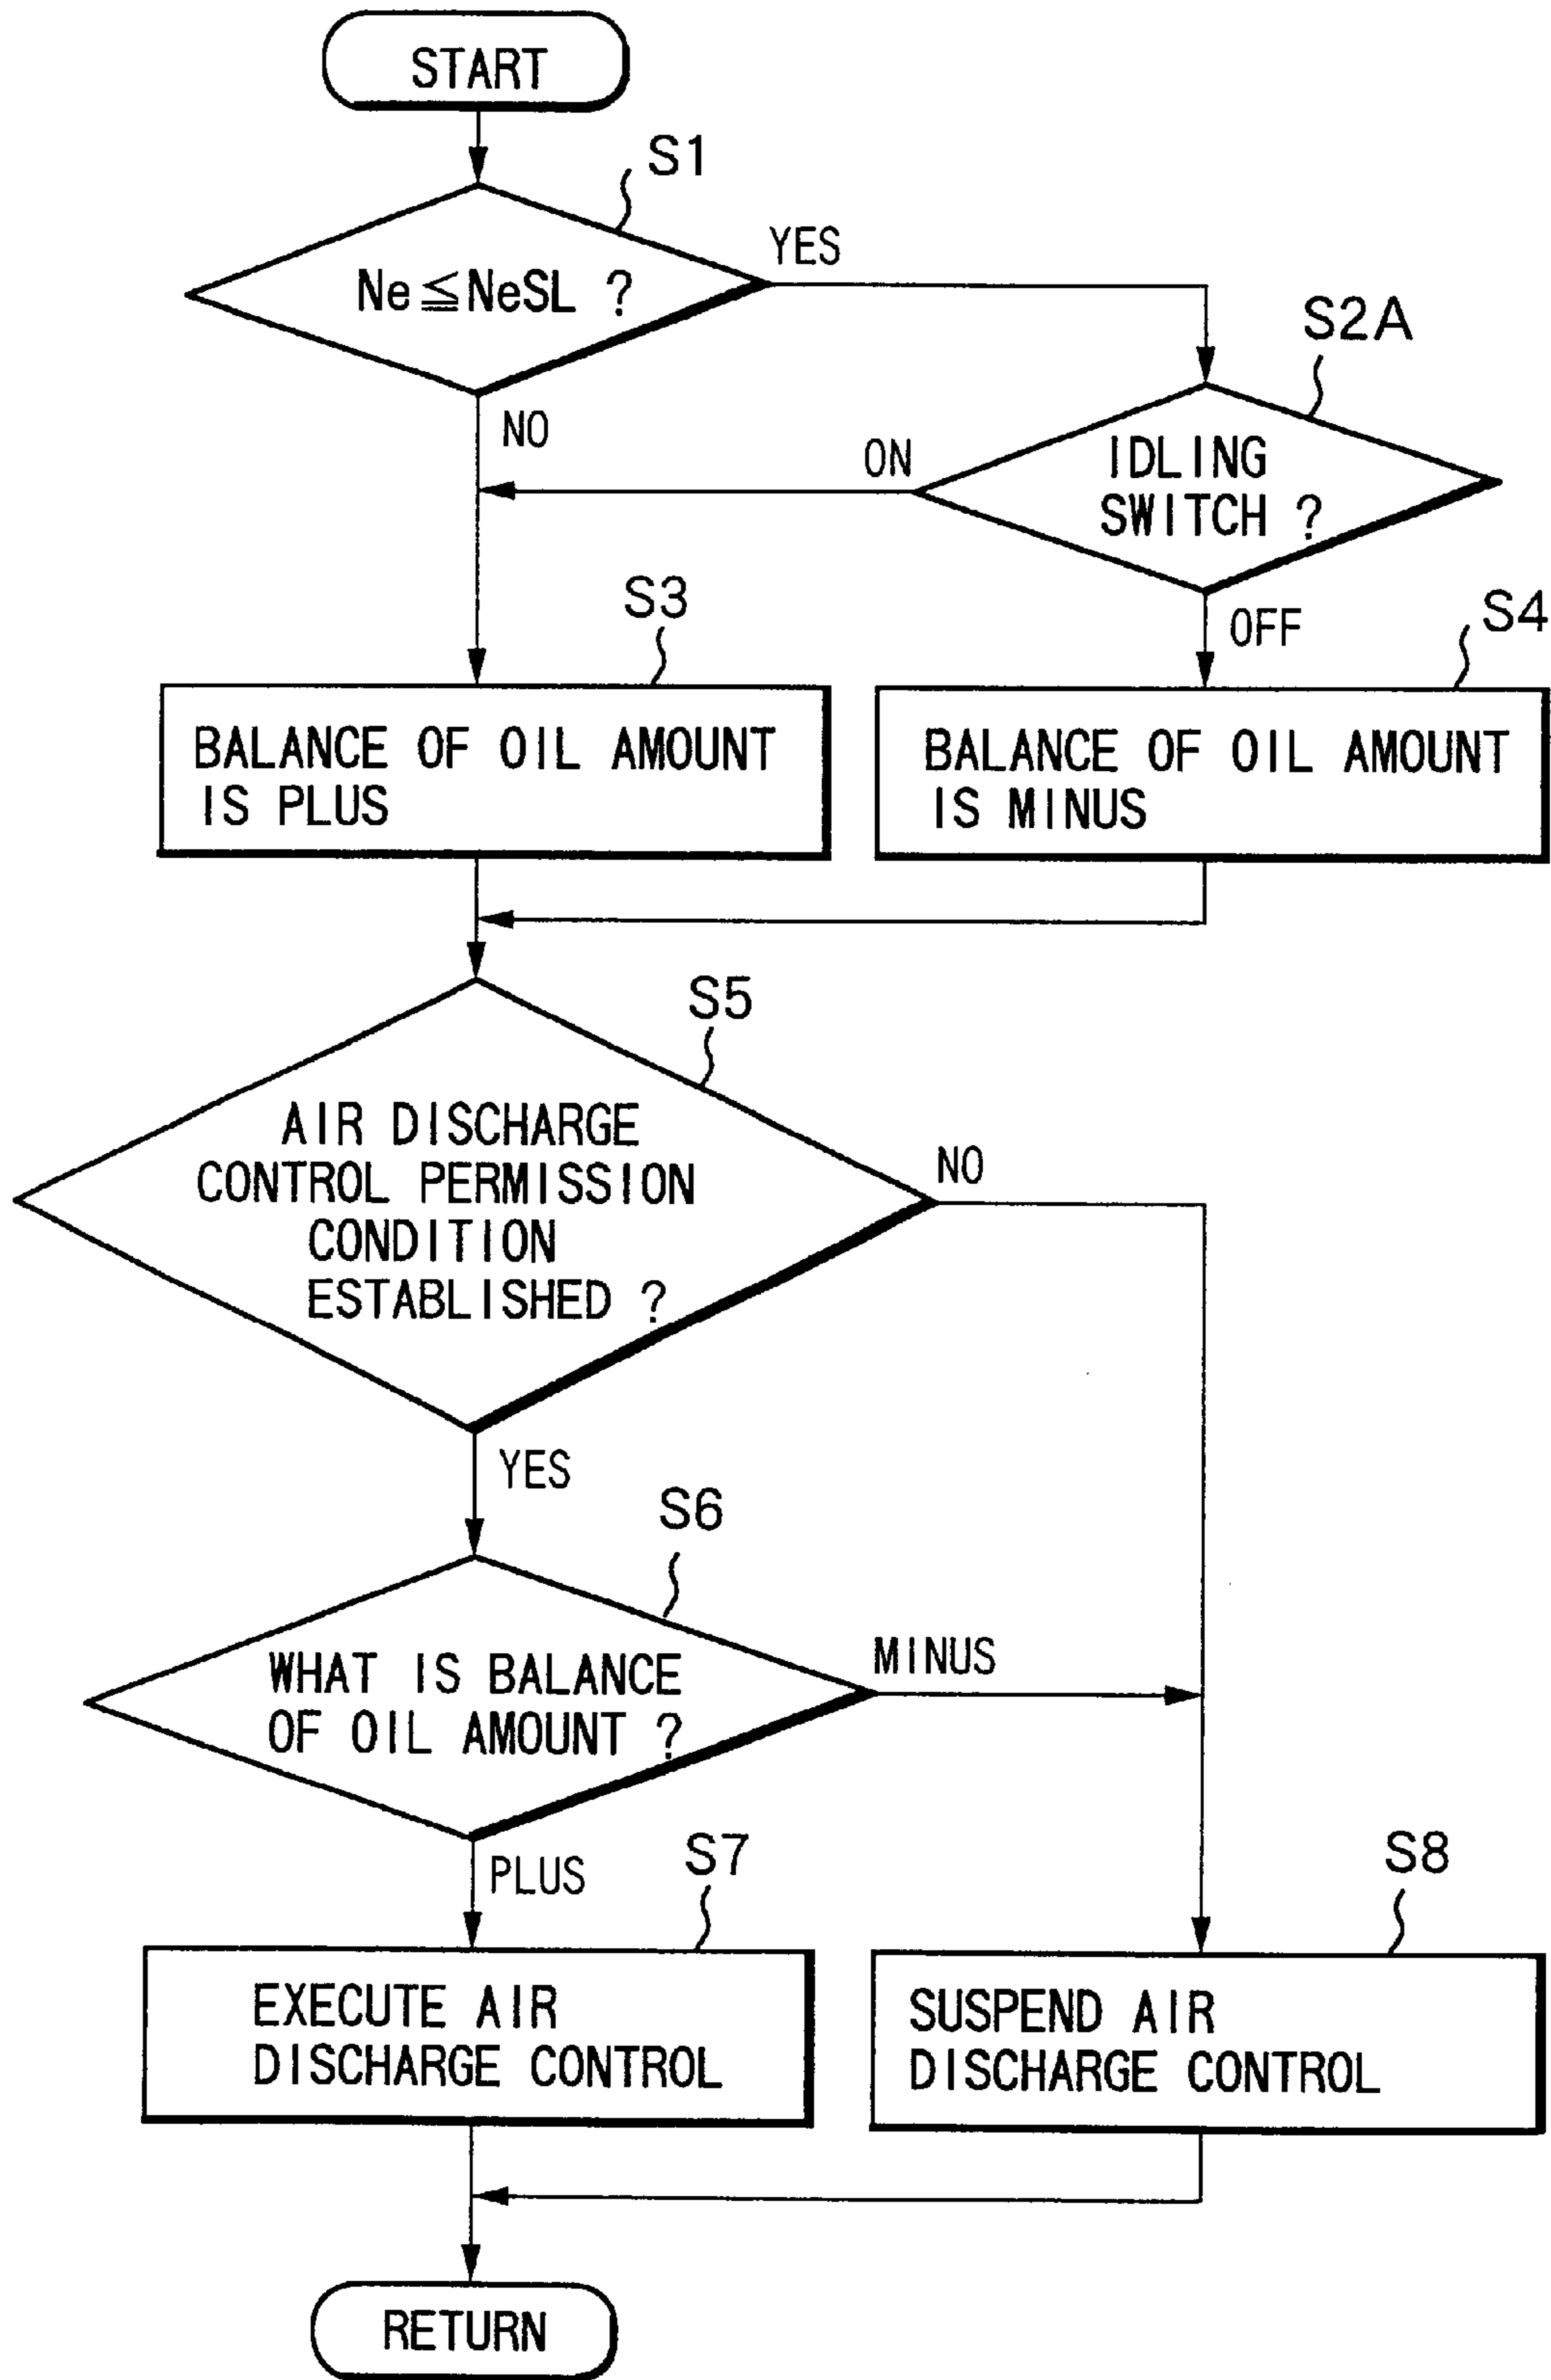 START
S1
Ne≦NeSL ?
YES
S2A
NO
ON
IDLING
SWITCH ?
S3
OFF
S4
BALANCE OF OIL AMOUNT
IS PLUS
BALANCE OF OIL AMOUNT
IS MINUS
S5
AIR DISCHARGE
CONTROL PERMISSION
CONDITION
ESTABLISHED ?
NO
YES
S6
WHAT IS BALANCE
OF OIL AMOUNT ?
MINUS
PLUS
S7
S8
EXECUTE AIR
DISCHARGE CONTROL
SUSPEND AIR
DISCHARGE CONTROL
RETURN